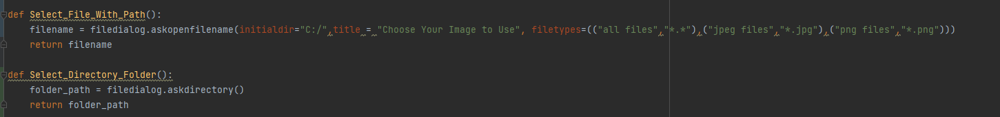 def Select_File_With_Path():
    filename = filedialog.askopenfilename(initialdir="C:/",title = "Choose Your Image to Use", filetypes=(("all files","*.*"),("jpeg files","*.jpg"),("png files","*.png")))
    return filename

def Select_Directory_Folder():
    folder_path = filedialog.askdirectory()
    return folder_path